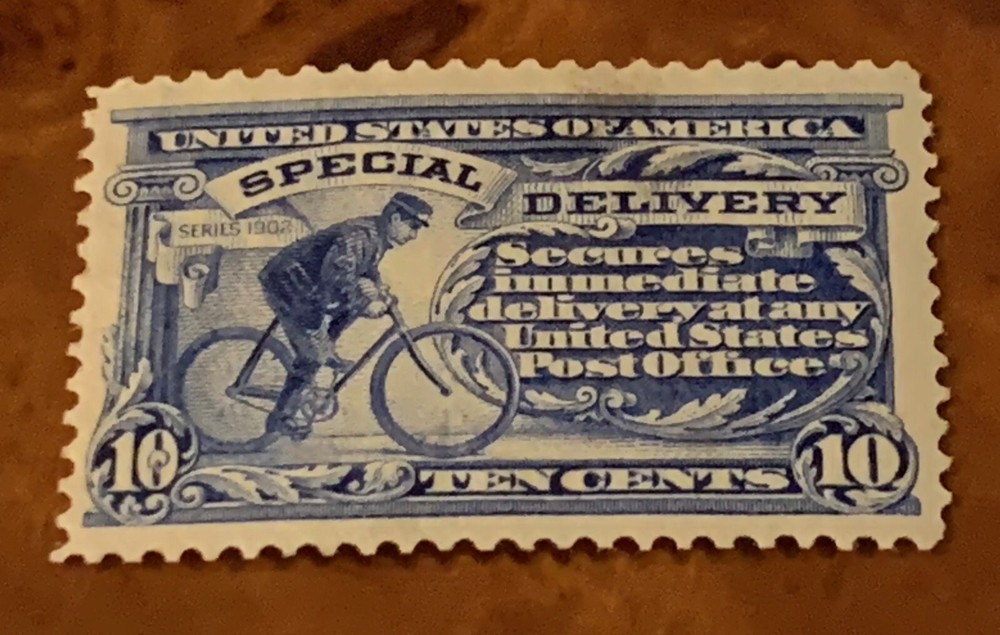 UNITED STATES OF AMERICA
SPECIAL DELIVERY
SERIES 1902
Secures
immediate
delivery at any
United States
Post Office
10 TEN CENTS 10